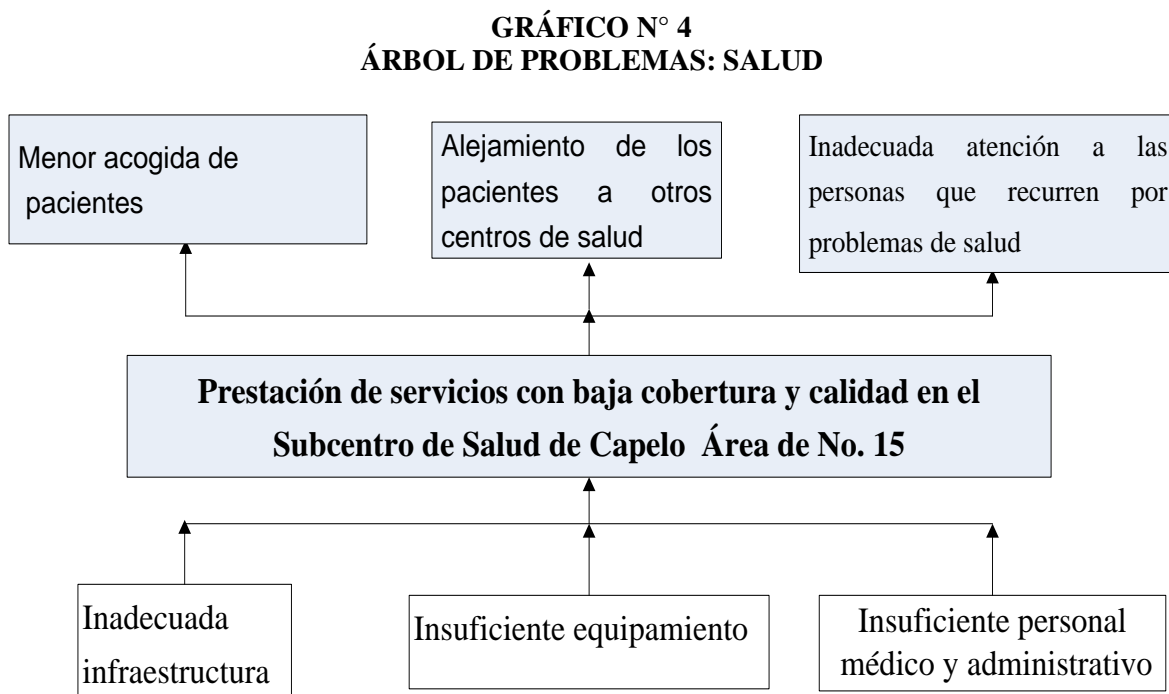 GRÁFICO N° 4
ÁRBOL DE PROBLEMAS: SALUD
Menor acogida de
pacientes
Alejamiento de los
pacientes a otros
centros de salud
Inadecuada atención a las
personas que recurren por
problemas de salud
Prestación de servicios con baja cobertura y calidad en el
Subcentro de Salud de Capelo Área de No. 15
Inadecuada
infraestructura
Insuficiente equipamiento
Insuficiente personal
médico y administrativo